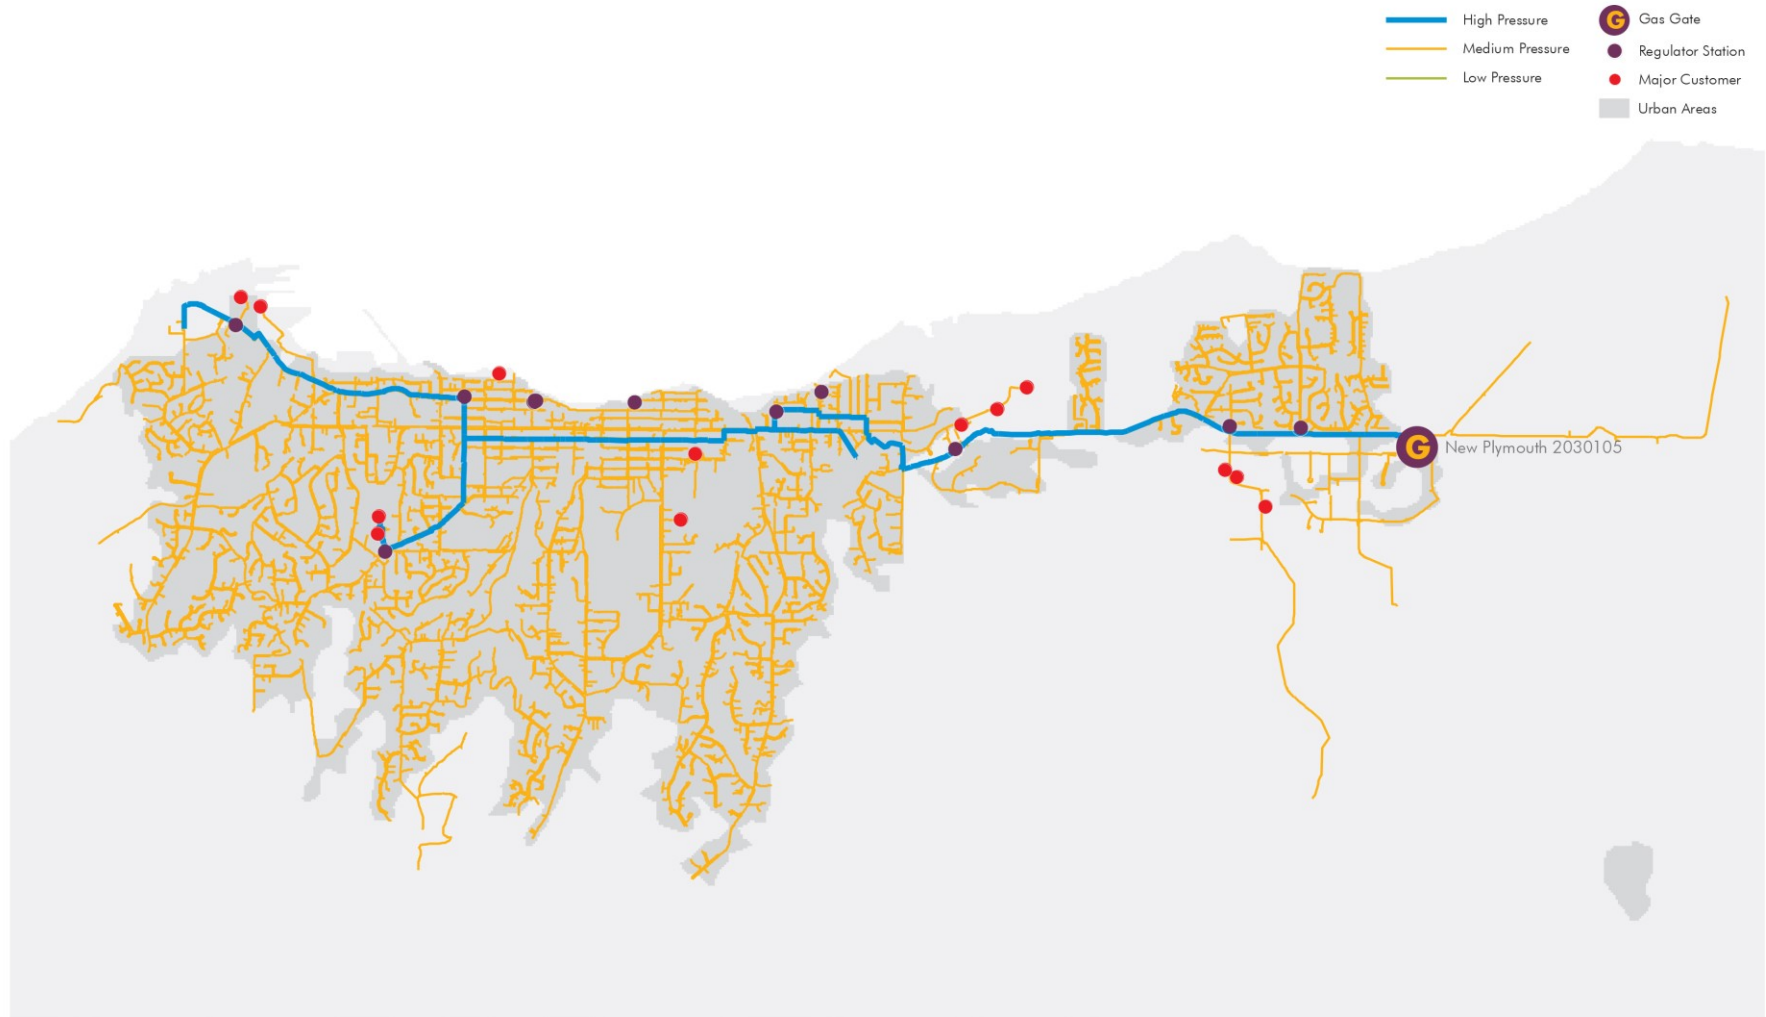 High Pressure
Medium Pressure
Low Pressure
G Gas Gate
Regulator Station
Major Customer
Urban Areas
G New Plymouth 2030105